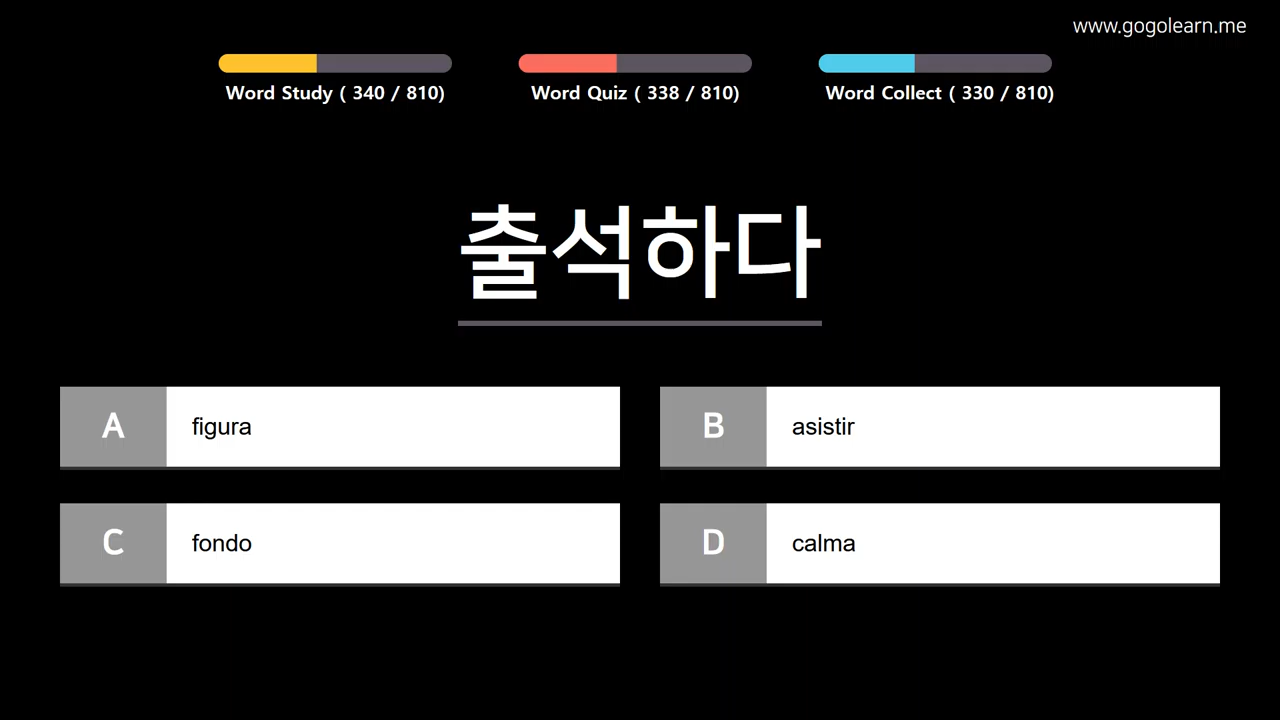 www.gogolearn.me
Word Study ( 340 / 810)
Word Quiz ( 338 / 810)
Word Collect ( 330 / 810)
출석하다
A figura
B asistir
C fondo
D calma